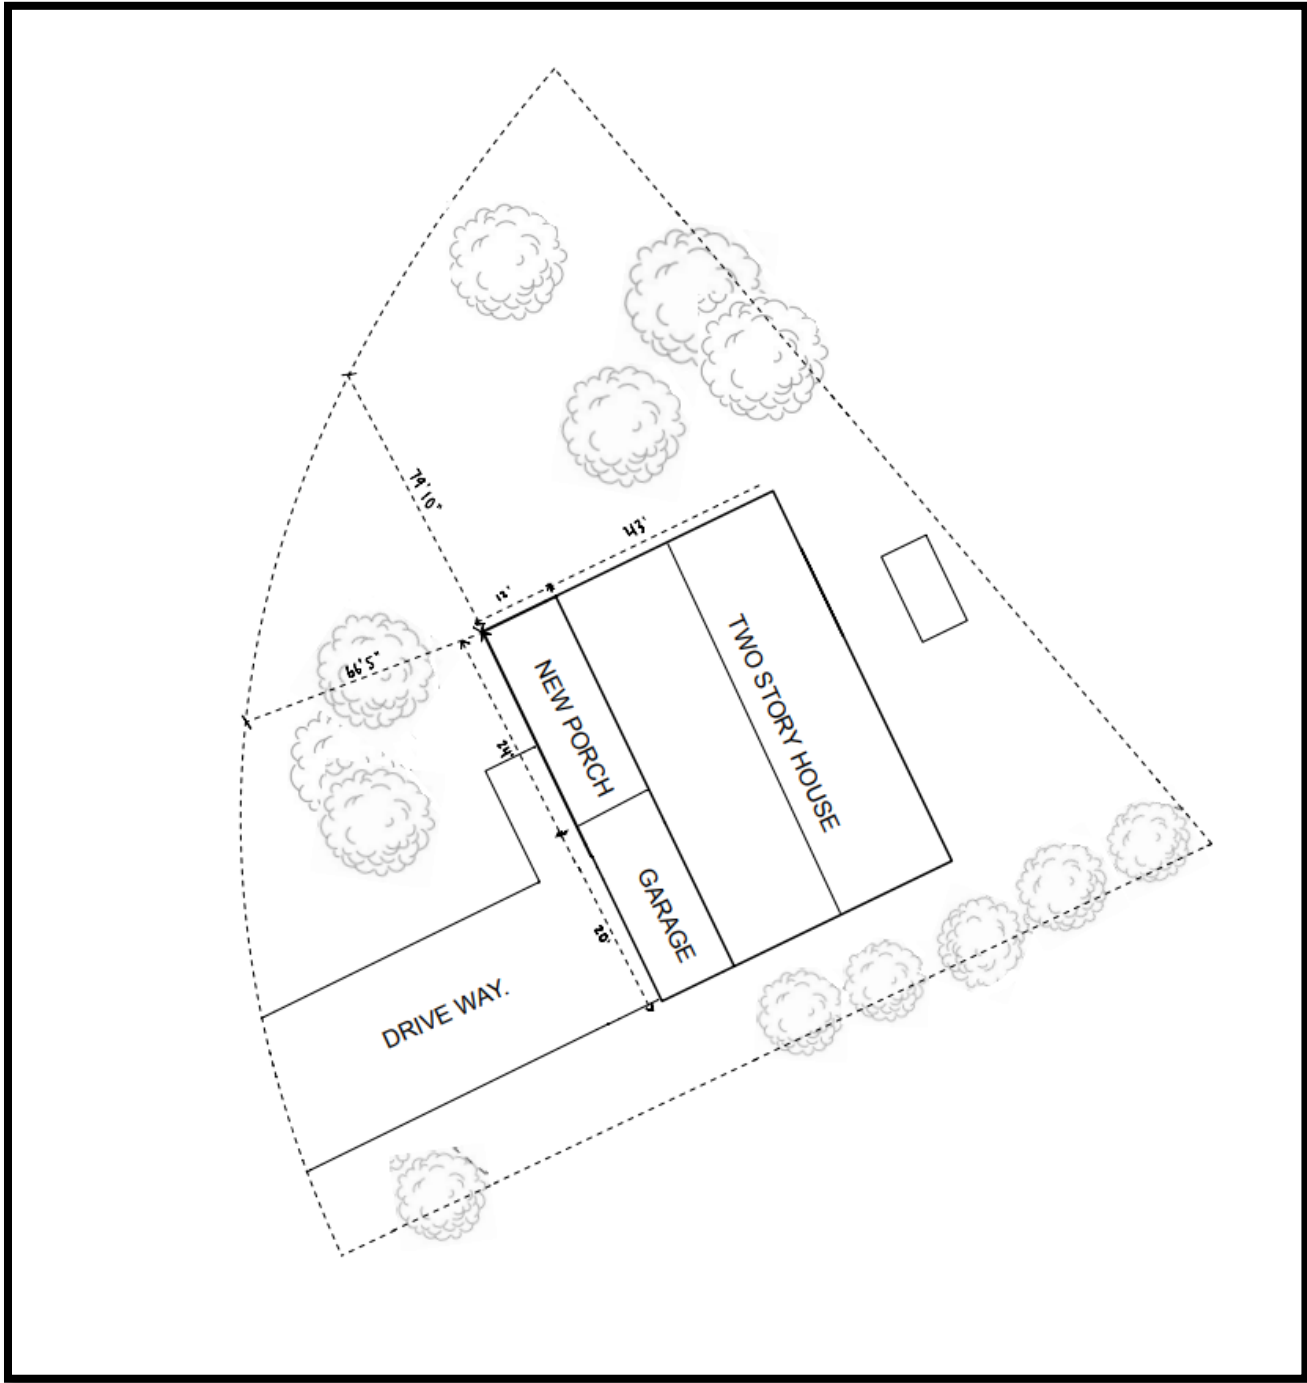 79'10"
43'
12'
66'5"
NEW PORCH
TWO STORY HOUSE
24'
GARAGE
20'
DRIVE WAY.